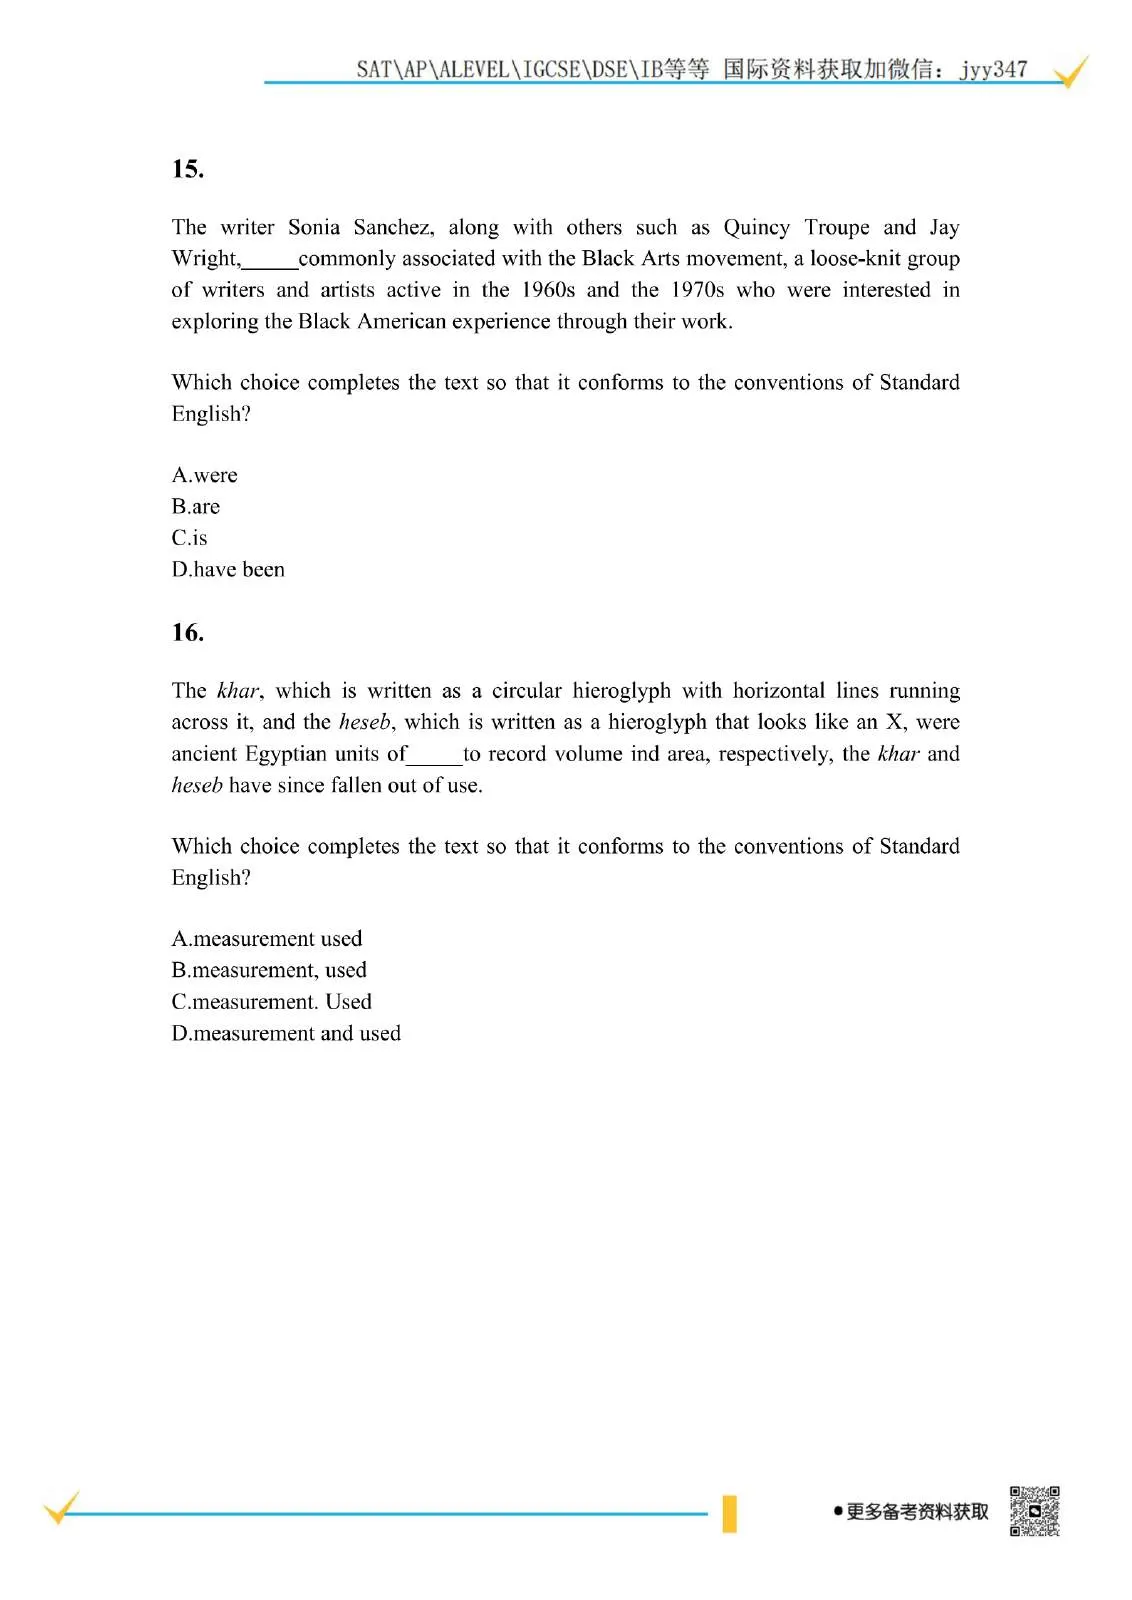 SAT\AP\ALEVEL\IGCSE\DSE\IB等等 国际资料获取加微信：jyy347
15.
The writer Sonia Sanchez, along with others such as Quincy Troupe and Jay
Wright,_____commonly associated with the Black Arts movement, a loose-knit group
of writers and artists active in the 1960s and the 1970s who were interested in
exploring the Black American experience through their work.
Which choice completes the text so that it conforms to the conventions of Standard
English?
A.were
B.are
C.is
D.have been
16.
The khar, which is written as a circular hieroglyph with horizontal lines running
across it, and the heseb, which is written as a hieroglyph that looks like an X, were
ancient Egyptian units of_____to record volume ind area, respectively, the khar and
heseb have since fallen out of use.
Which choice completes the text so that it conforms to the conventions of Standard
English?
A.measurement used
B.measurement, used
C.measurement. Used
D.measurement and used
•更多备考资料获取